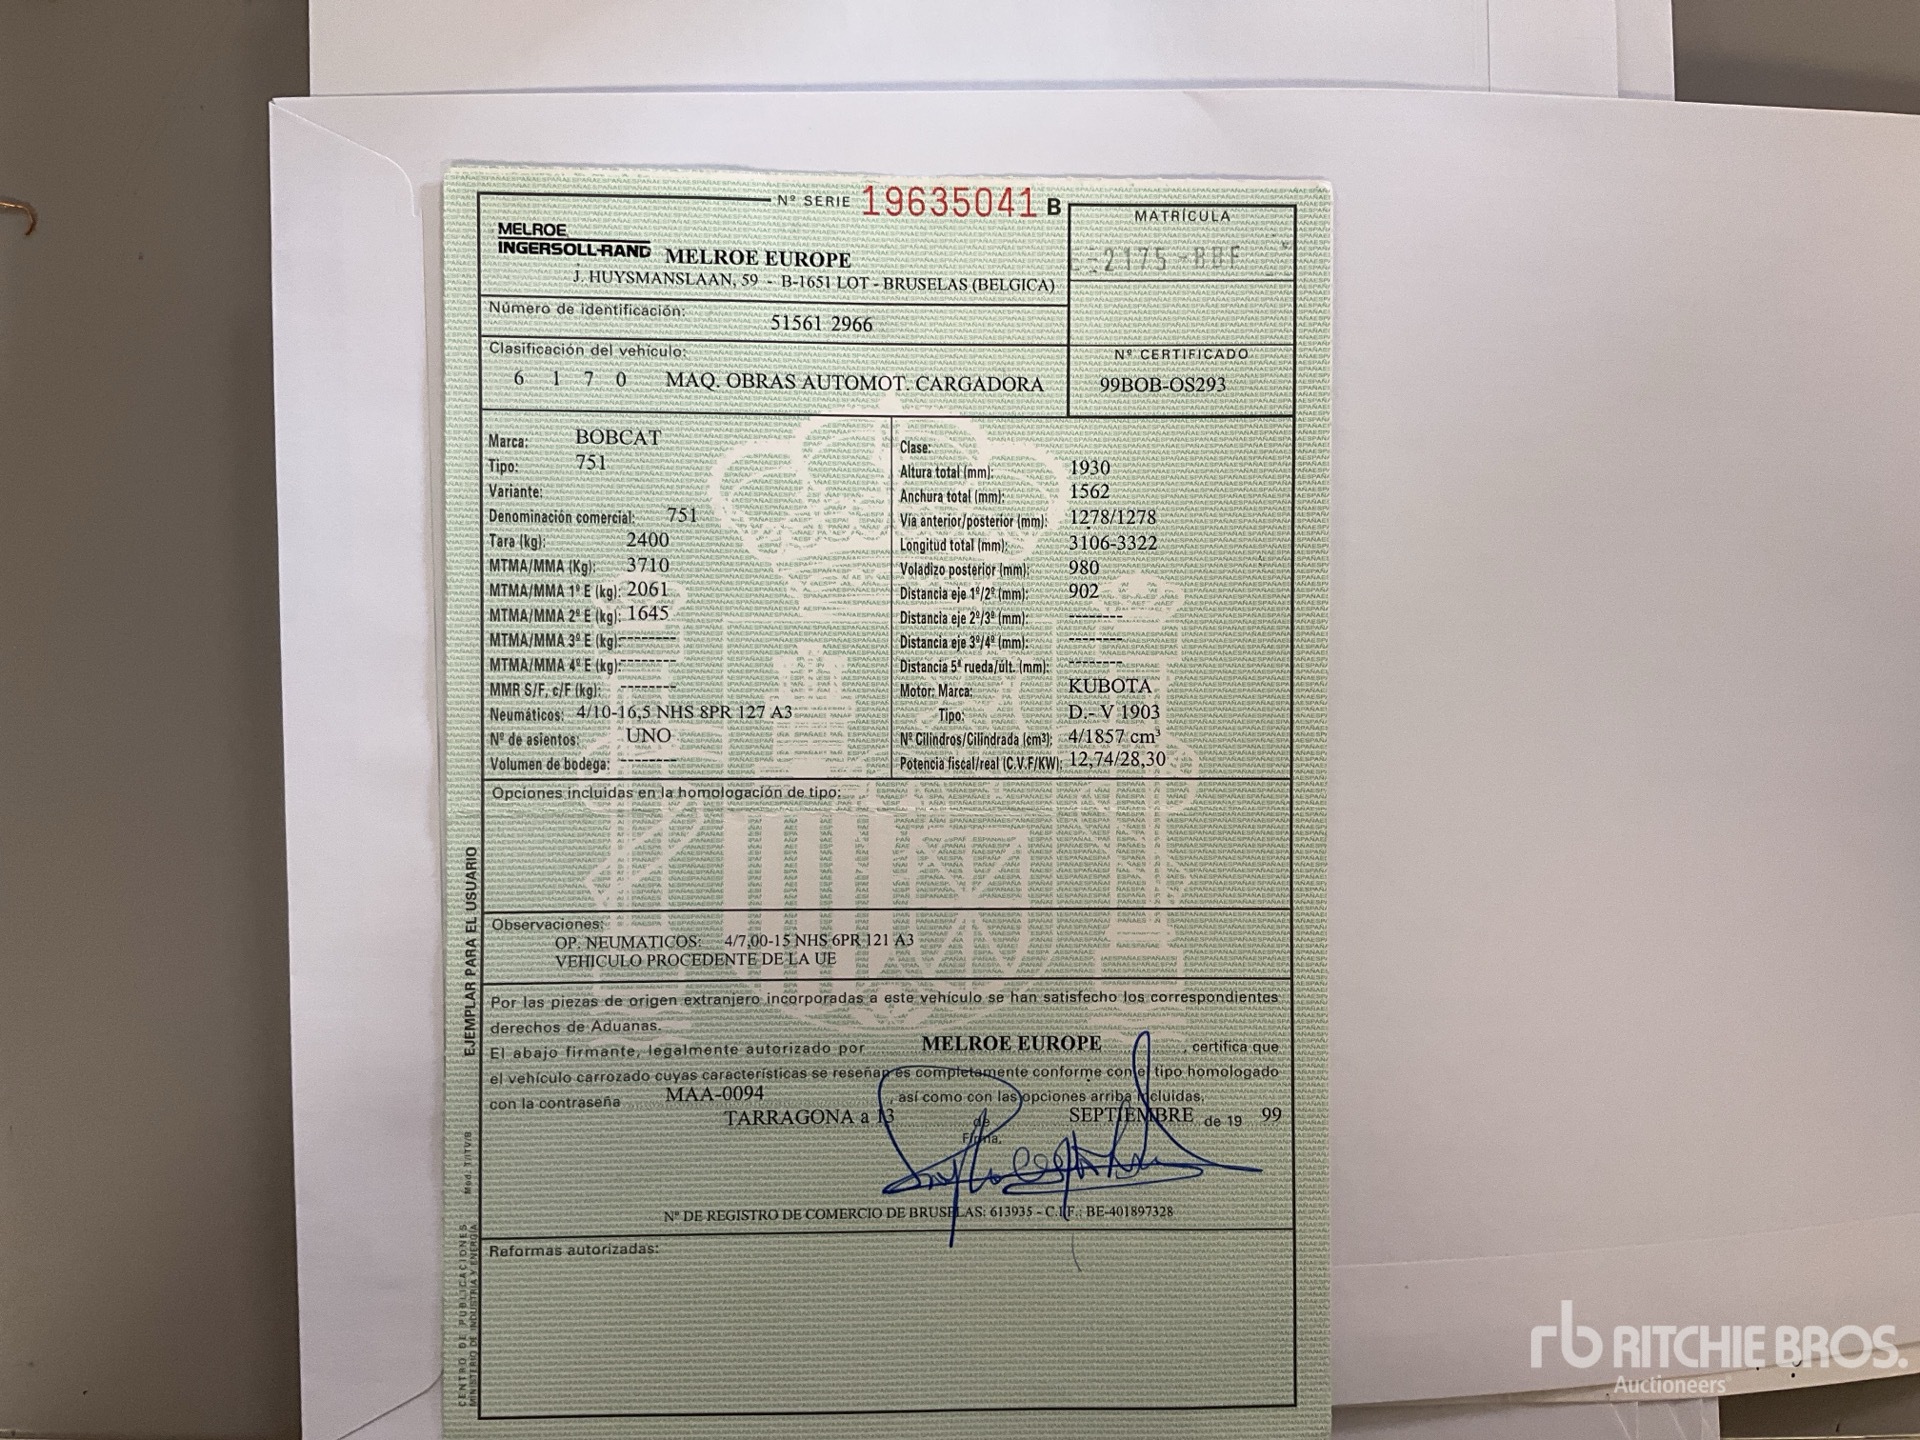 Nº SERIE 19635041 B
MELROE
INGERSOLL-RAND MELROE EUROPE
J. HUYSMANSLAAN, 59 - B-1651 LOT - BRUSELAS (BELGICA)
MATRÍCULA
2175-BBF
Número de identificación: 51561 2966
Clasificación del vehículo:
6 1 7 0 MAQ. OBRAS AUTOMOT. CARGADORA
Nº CERTIFICADO
99BOB-OS293
Marca: BOBCAT
Tipo: 751
Variante:
Denominación comercial: 751
Tara (kg): 2400
MTMA/MMA (Kg): 3710
MTMA/MMA 1º E (kg): 2061
MTMA/MMA 2º E (kg): 1645
MTMA/MMA 3º E (kg):--------
MTMA/MMA 4º E (kg):--------
MMR S/F, c/F (kg): --------
Neumáticos: 4/10-16,5 NHS 8PR 127 A3
Nº de asientos: UNO
Volumen de bodega: --------
Clase:
Altura total (mm): 1930
Anchura total (mm): 1562
Vía anterior/posterior (mm): 1278/1278
Longitud total (mm): 3106-3322
Voladizo posterior (mm): 980
Distancia eje 1º/2º (mm): 902
Distancia eje 2º/3º (mm): --------
Distancia eje 3º/4º (mm): --------
Distancia 5ª rueda/últ. (mm): --------
Motor: Marca: KUBOTA
Tipo: D.- V 1903
Nº Cilindros/Cilindrada (cm³): 4/1857 cm³
Potencia fiscal/real (C.V.F/KW): 12,74/28,30
Opciones incluidas en la homologación de tipo:
Observaciones:
OP. NEUMATICOS: 4/7,00-15 NHS 6PR 121 A3
VEHICULO PROCEDENTE DE LA UE
Por las piezas de origen extranjero incorporadas a este vehículo se han satisfecho los correspondientes
derechos de Aduanas.
El abajo firmante, legalmente autorizado por MELROE EUROPE, certifica que
el vehículo carrozado cuyas características se reseñan es completamente conforme con el tipo homologado
con la contraseña MAA-0094, así como con las opciones arriba incluidas.
TARRAGONA a 13 de SEPTIEMBRE de 19 99
Firma.
Nº DE REGISTRO DE COMERCIO DE BRUSELAS: 613935 - C.I.F.: BE-401897328
Reformas autorizadas:
EJEMPLAR PARA EL USUARIO
Mod. T/ITV/B
CENTRO DE PUBLICACIONES
MINISTERIO DE INDUSTRIA Y ENERGÍA
rb RITCHIE BROS.
Auctioneers